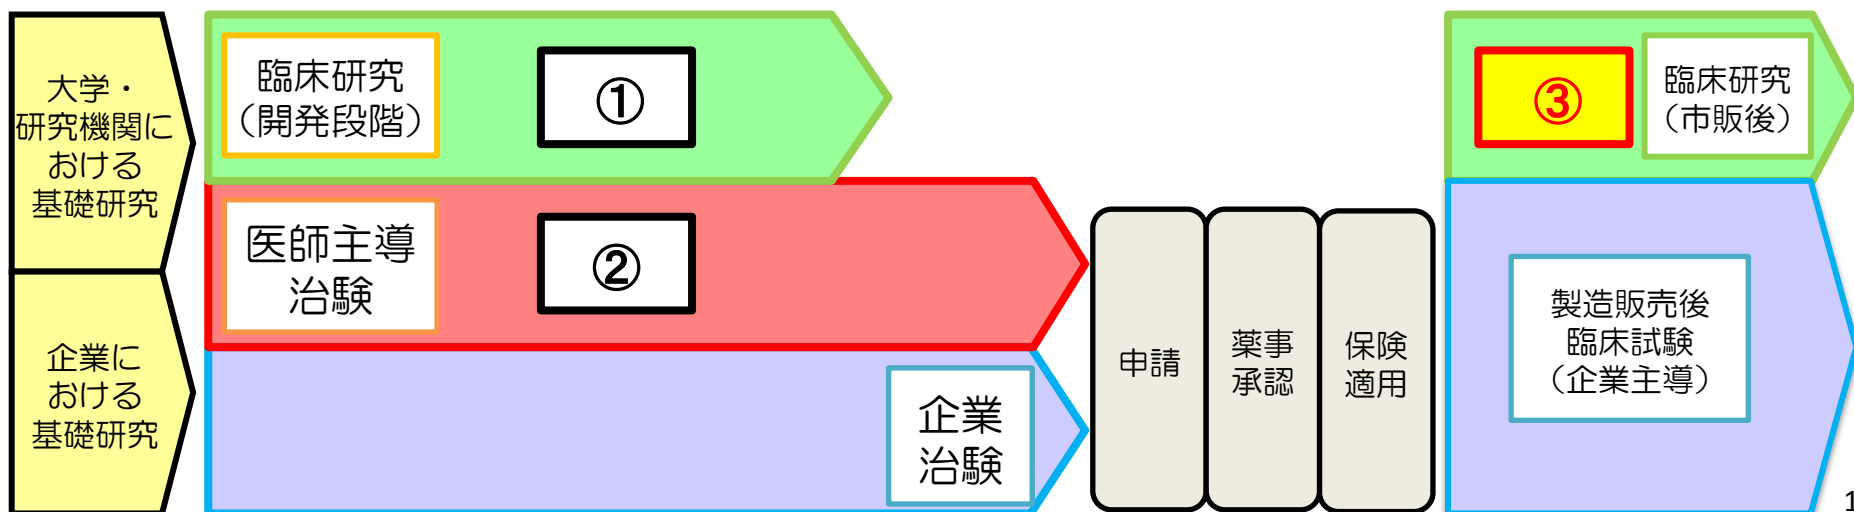 大学・
研究機関に
おける
基礎研究
企業に
おける
基礎研究
臨床研究
（開発段階）
①
医師主導
治験
②
企業
治験
申請
薬事
承認
保険
適用
③
臨床研究
（市販後）
製造販売後
臨床試験
（企業主導）
1